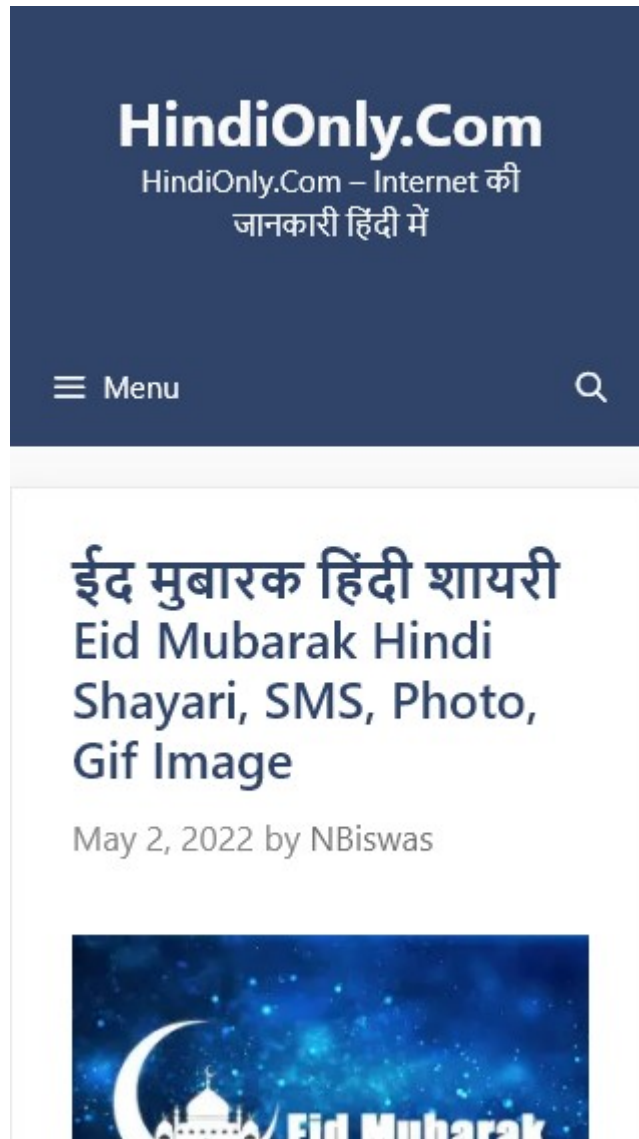 HindiOnly.Com
HindiOnly.Com – Internet की
जानकारी हिंदी में
Menu
ईद मुबारक हिंदी शायरी
Eid Mubarak Hindi
Shayari, SMS, Photo,
Gif Image
May 2, 2022 by NBiswas
Eid Mubarak